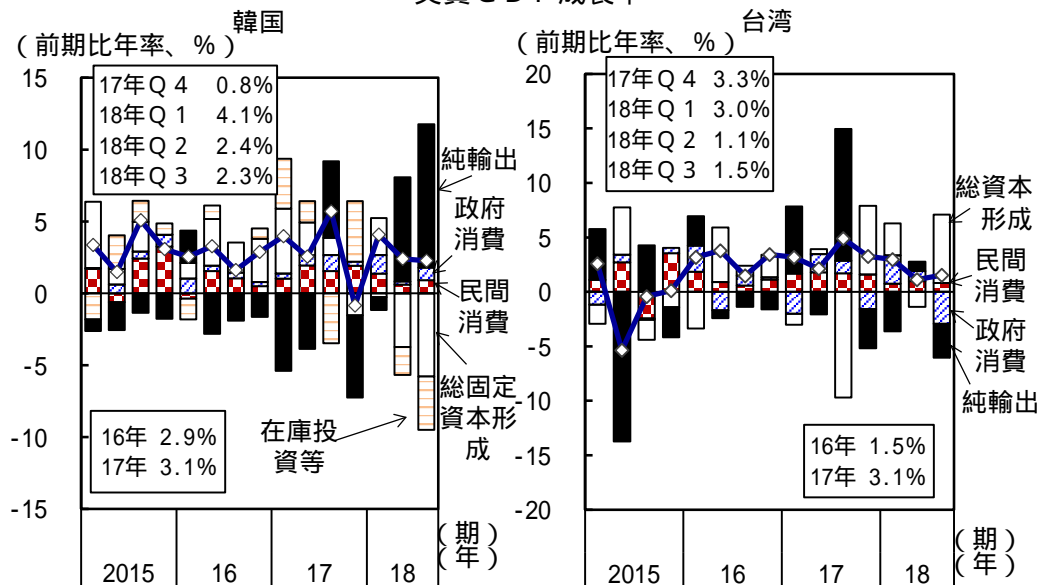 韓国
(前期比年率、%)
15
10
5
0
-5
-10
-15
17年Q4 0.8%
18年Q1 4.1%
18年Q2 2.4%
18年Q3 2.3%
純輸出
政府
消費
民間
消費
総固定
資本形
成
在庫投
資等
16年 2.9%
17年 3.1%
2015 16 17 18
(期)
(年)
台湾
(前期比年率、%)
20
15
10
5
0
-5
-10
-15
-20
17年Q4 3.3%
18年Q1 3.0%
18年Q2 1.1%
18年Q3 1.5%
総資本
形成
民間
消費
政府
消費
純輸出
16年 1.5%
17年 3.1%
2015 16 17 18
(期)
(年)